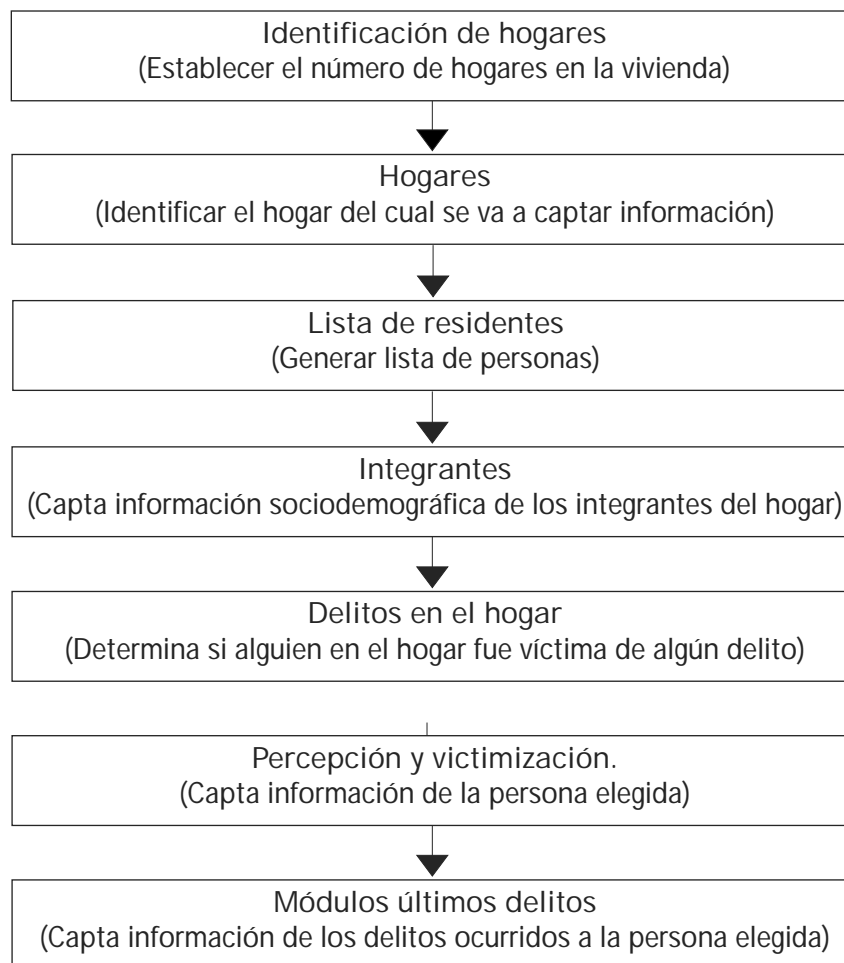 Identificación de hogares
(Establecer el número de hogares en la vivienda)
Hogares
(Identificar el hogar del cual se va a captar información)
Lista de residentes
(Generar lista de personas)
Integrantes
(Capta información sociodemográfica de los integrantes del hogar)
Delitos en el hogar
(Determina si alguien en el hogar fue víctima de algún delito)
Percepción y victimización.
(Capta información de la persona elegida)
Módulos últimos delitos
(Capta información de los delitos ocurridos a la persona elegida)